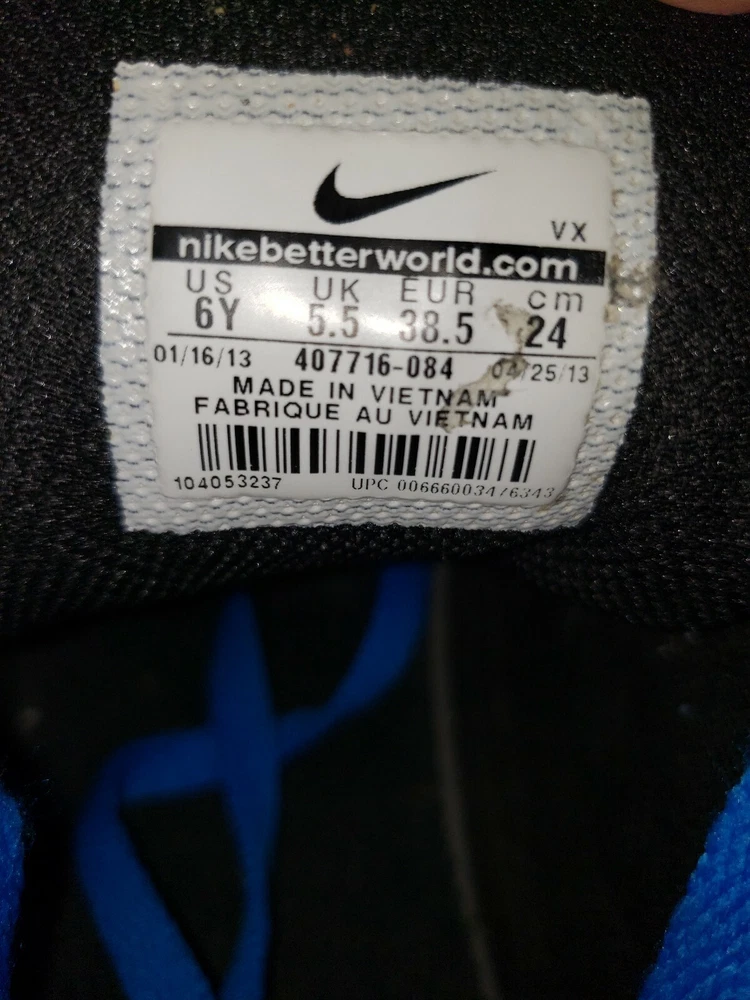 VX
nikebetterworld.com
US UK EUR cm
6Y 5.5 38.5 24
01/16/13 407716-084 04/25/13
MADE IN VIETNAM
FABRIQUE AU VIETNAM
104053237 UPC 00666003476343